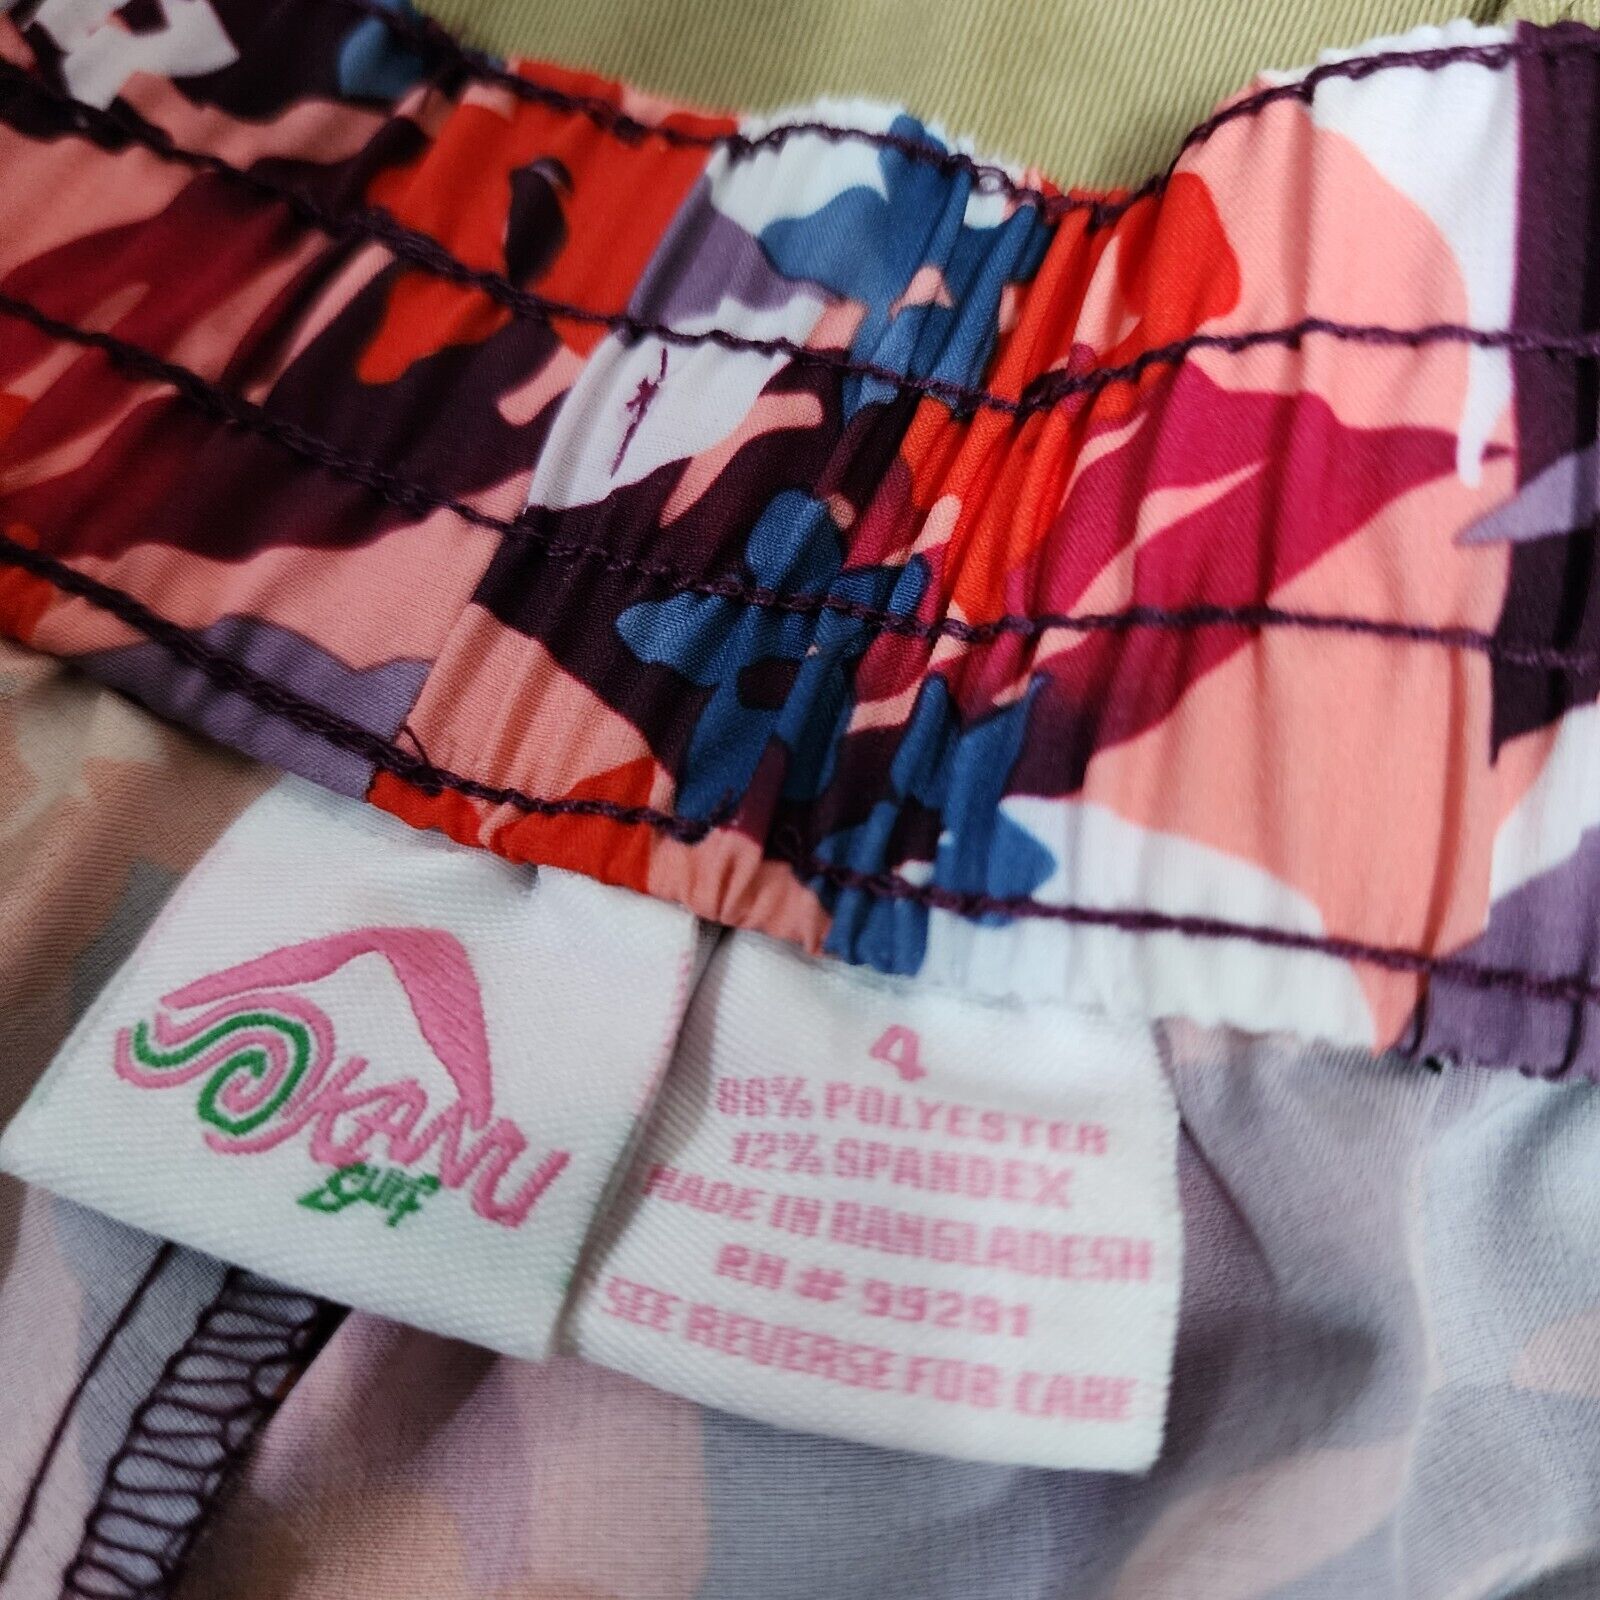 KANU
Surf
4
88% POLYESTER
12% SPANDEX
MADE IN BANGLADESH
RN # 99291
SEE REVERSE FOR CARE